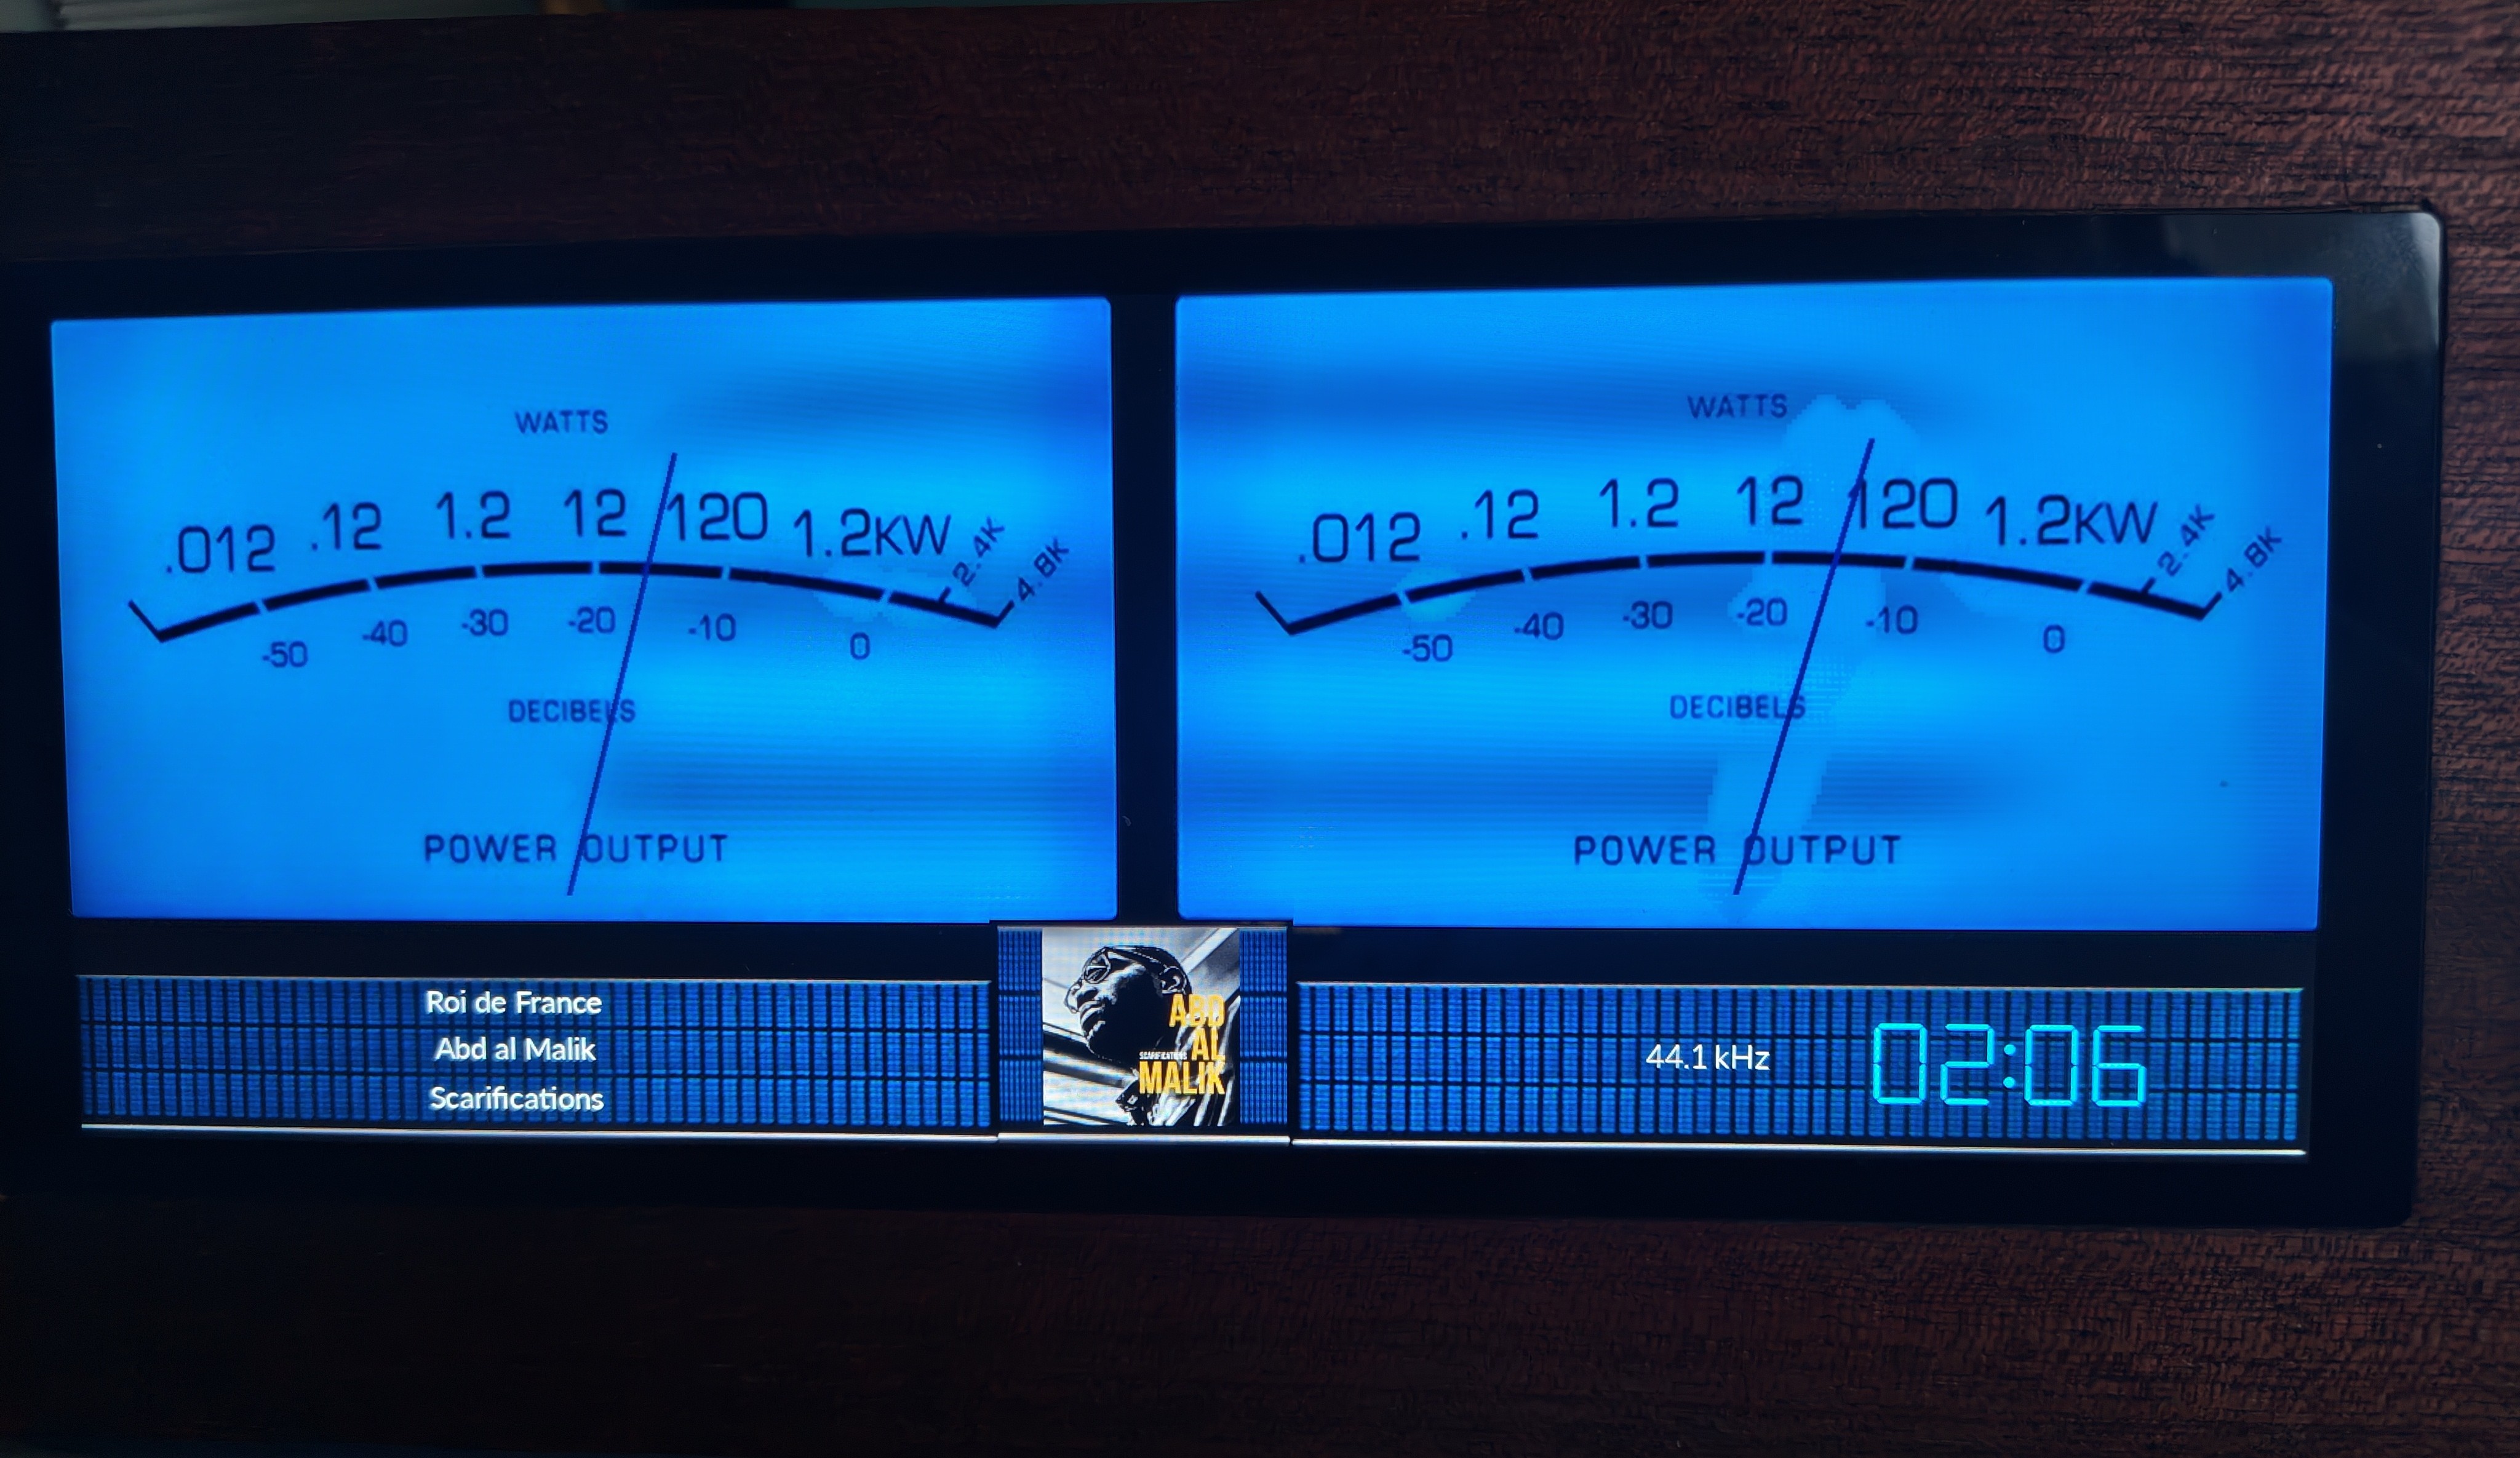 WATTS
.012 .12 1.2 12 120 1.2KW 2.4K 4.8K
-50 -40 -30 -20 -10 0
DECIBELS
POWER OUTPUT
WATTS
.012 .12 1.2 12 120 1.2KW 2.4K 4.8K
-50 -40 -30 -20 -10 0
DECIBELS
POWER OUTPUT
Roi de France
Abd al Malik
Scarifications
ABD
SCARIFICATIONS AL
MALIK
44.1 kHz
02:06